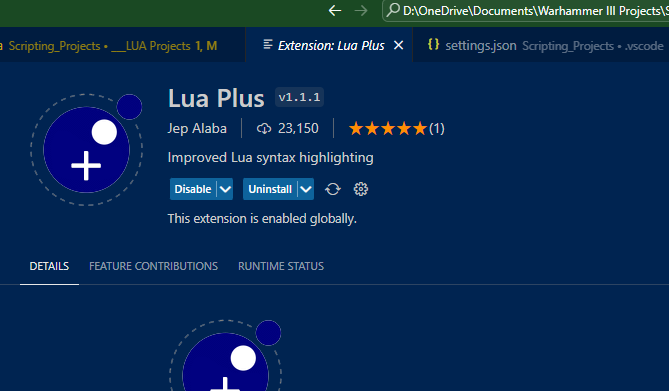 D:\OneDrive\Documents\Warhammer III Projects\S
Scripting_Projects • ___LUA Projects 1, M
Extension: Lua Plus
{} settings.json Scripting_Projects • .vscode
Lua Plus v1.1.1
Jep Alaba 23,150 ★★★★★(1)
Improved Lua syntax highlighting
Disable Uninstall
This extension is enabled globally.
DETAILS FEATURE CONTRIBUTIONS RUNTIME STATUS